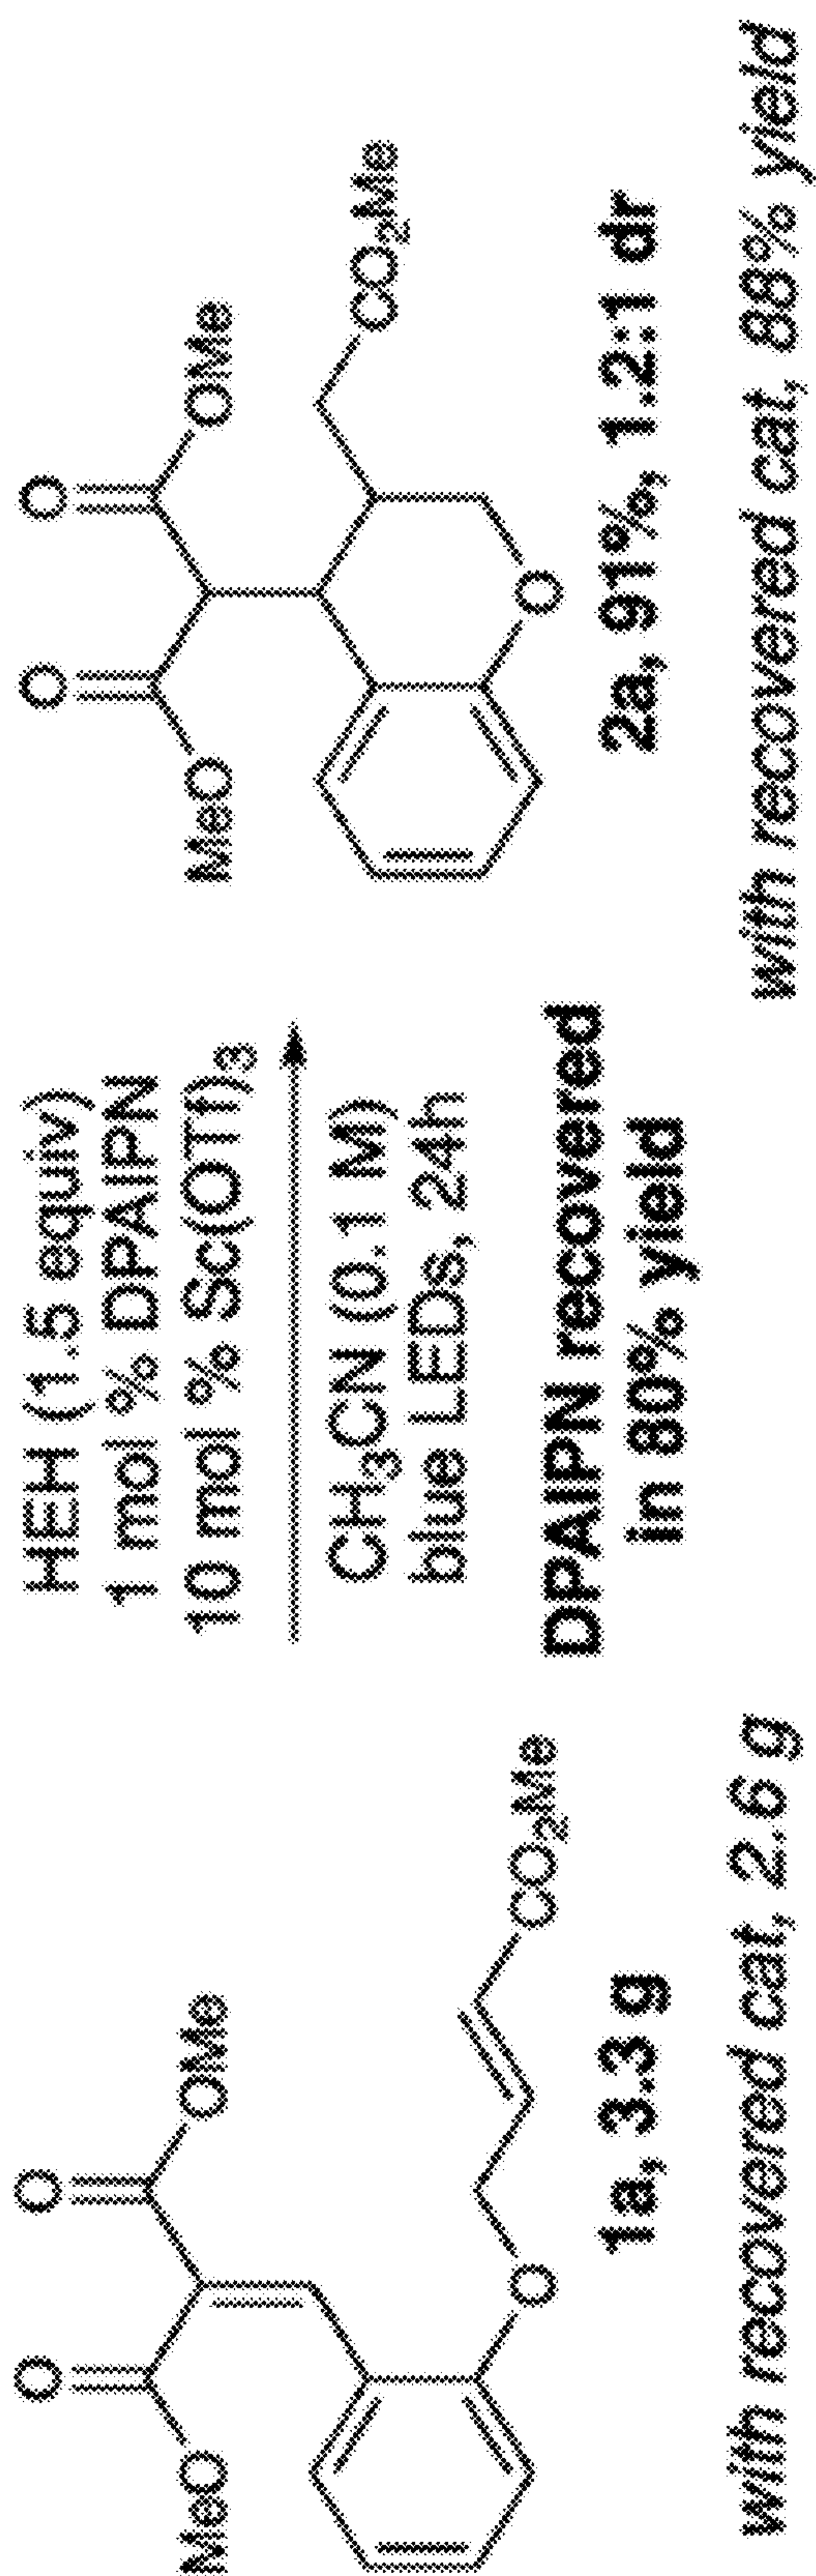 O O
MeO OMe
O CO2Me
1a, 3.3 g
with recovered cat, 2.6 g
HEH (1.5 equiv)
1 mol % DPAIPN
10 mol % Sc(OTf)3
CH3CN (0.1 M)
blue LEDs, 24h
DPAIPN recovered
in 80% yield
O O
MeO OMe
CO2Me
O
2a, 91%, 1.2:1 dr
with recovered cat, 88% yield